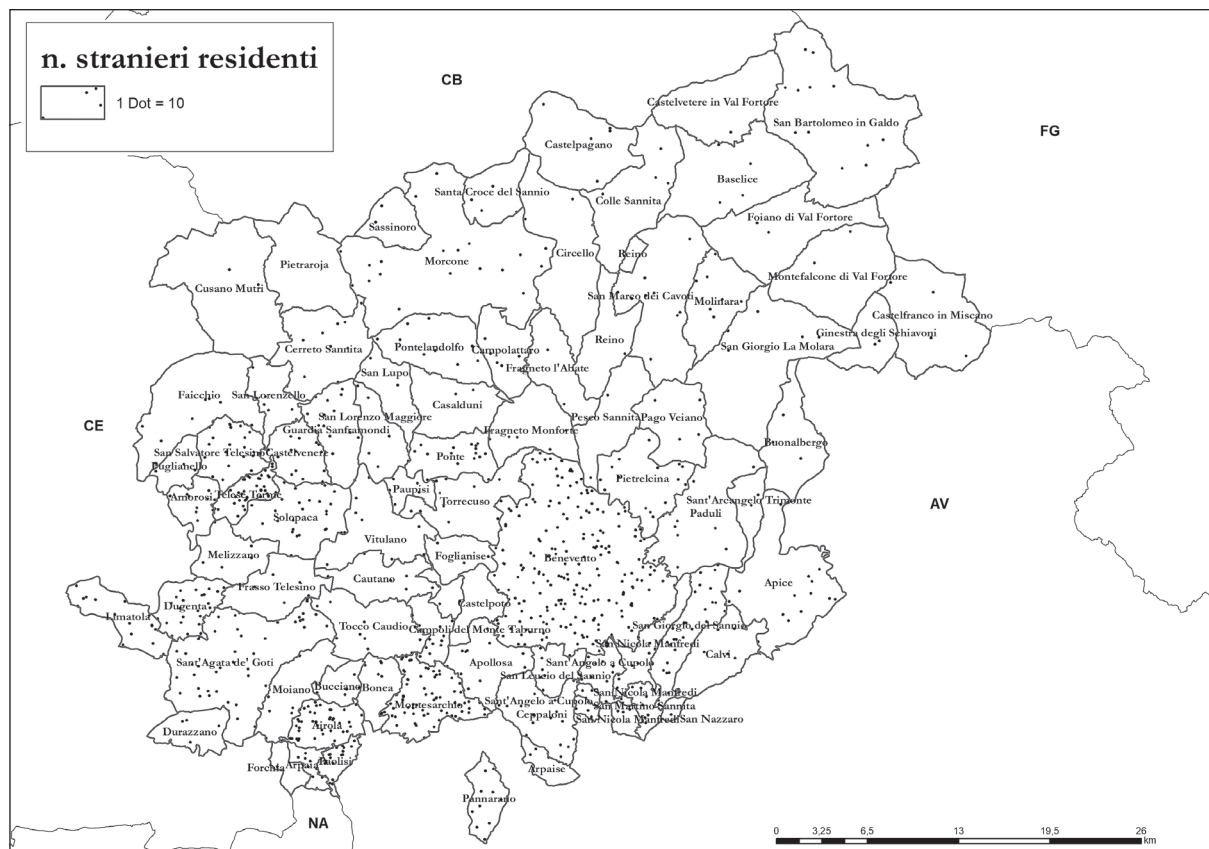 n. stranieri residenti
1 Dot = 10
CB
FG
CE
AV
NA
Castelvetere in Val Fortore
San Bartolomeo in Galdo
Castelpagano
Baselice
Santa Croce del Sannio
Colle Sannita
Foiano di Val Fortore
Sassinoro
Morcone
Circello
Reino
Pietraroja
Montefalcone di Val Fortore
Cusano Mutri
San Marco dei Cavoti
Molinara
Castelfranco in Miscano
Ginestra degli Schiavoni
Reino
San Giorgio La Molara
Cerreto Sannita
Pontelandolfo
Campolattaro
Fragneto l'Abate
San Lupo
Faicchio
San Lorenzello
Casalduni
San Lorenzo Maggiore
Pesco Sannita
Pago Veiano
Guardia Sanframondi
Fragneto Monforte
Buonalbergo
San Salvatore Telesino
Castelvenere
Ponte
Puglianello
Pietrelcina
Paupisi
Amorosi
Telese Terme
Torrecuso
Sant'Arcangelo Trimonte
Paduli
Solopaca
Vitulano
Melizzano
Foglianise
Benevento
Cautano
Apice
Frasso Telesino
Castelpoto
Dugenta
Limatola
Tocco Caudio
Campoli del Monte Taburno
San Giorgio del Sannio
San Nicola Manfredi
Calvi
Sant'Agata de' Goti
Apollosa
Sant'Angelo a Cupolo
San Leucio del Sannio
Moiano
Bucciano
Bonea
Montesarchio
San Nicola Manfredi
Sant'Angelo a Cupolo
San Martino Sannita
Ceppaloni
San Nicola Manfredi
San Nazzaro
Durazzano
Airola
Forchia
Arpaia
Paolisi
Arpaise
Pannarano
0 3,25 6,5 13 19,5 26
km